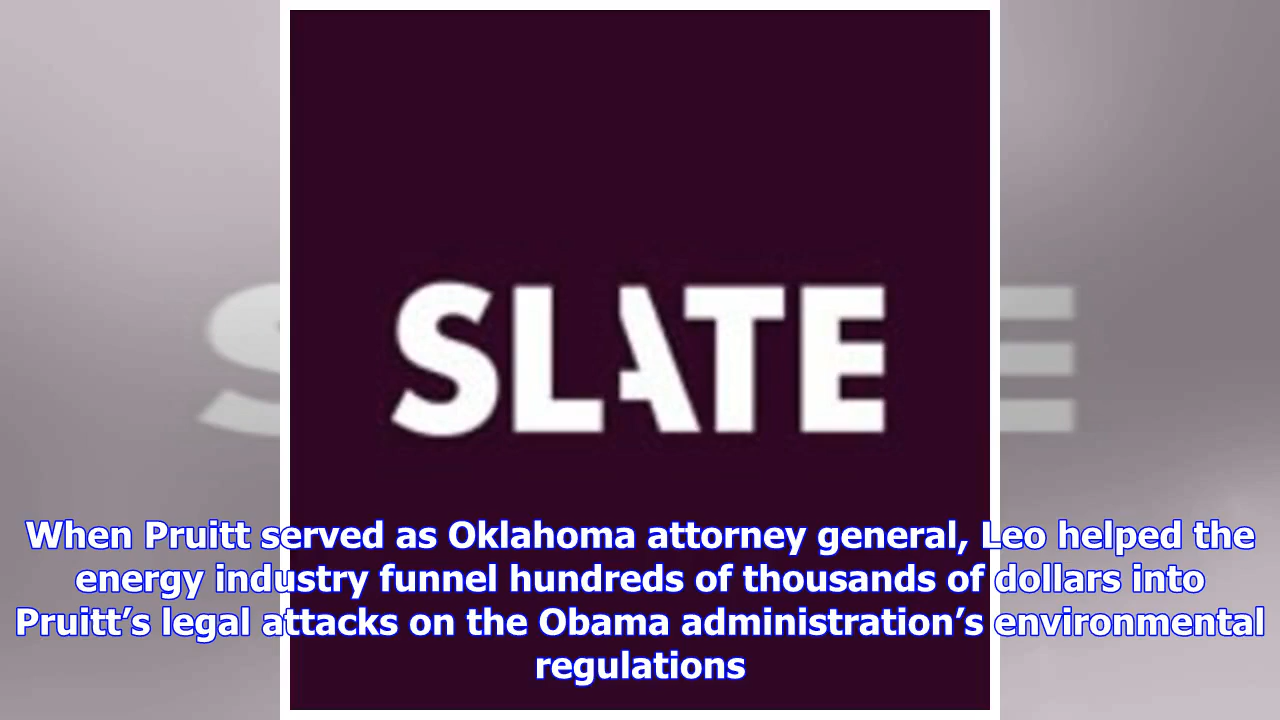 SLATE
When Pruitt served as Oklahoma attorney general, Leo helped the
energy industry funnel hundreds of thousands of dollars into
Pruitt’s legal attacks on the Obama administration’s environmental
regulations